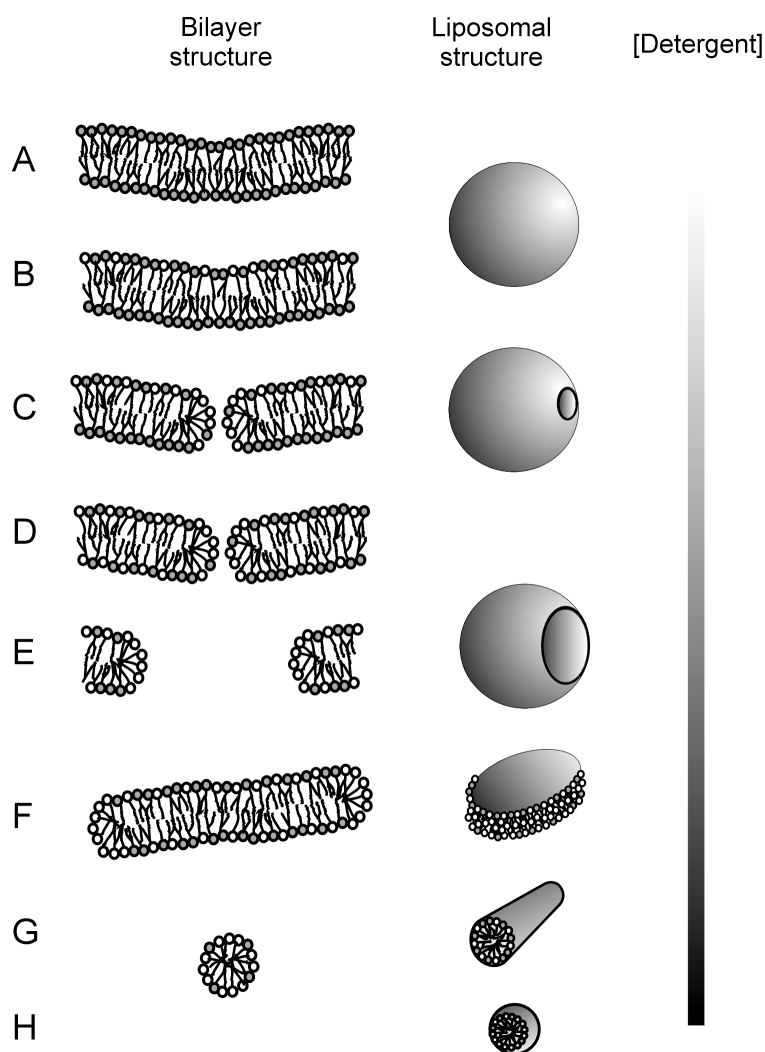 Bilayer
structure
Liposomal
structure
[Detergent]
A
B
C
D
E
F
G
H